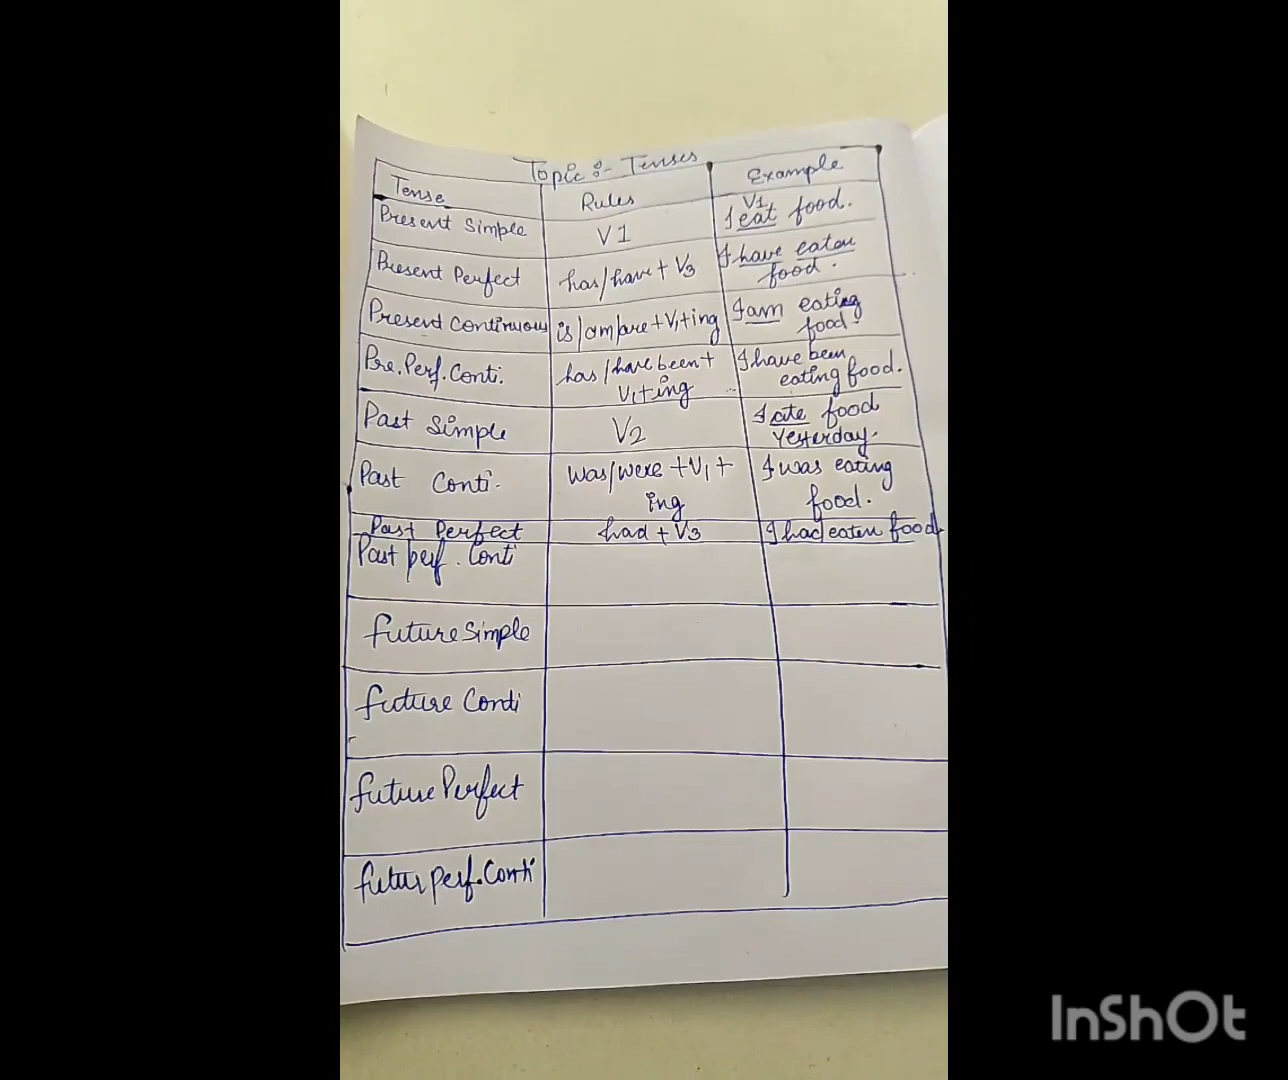 Topic :- Tenses
Tense Rules Example
Present Simple V1 V1
I eat food.
Present Perfect has/have + V3 I have eaten
food.
Present Continuous is/am/are+V1+ing I am eating
food.
Pre. Perf. Conti. has/have been+
V1+ing I have been
eating food.
Past Simple V2 I ate food
Yesterday.
Past Conti. was/were +V1+
ing I was eating
food.
Past Perfect had + V3 I had eaten food
Past perf. Conti
future Simple
future Conti
future Perfect
futur perf. Conti
InShOt